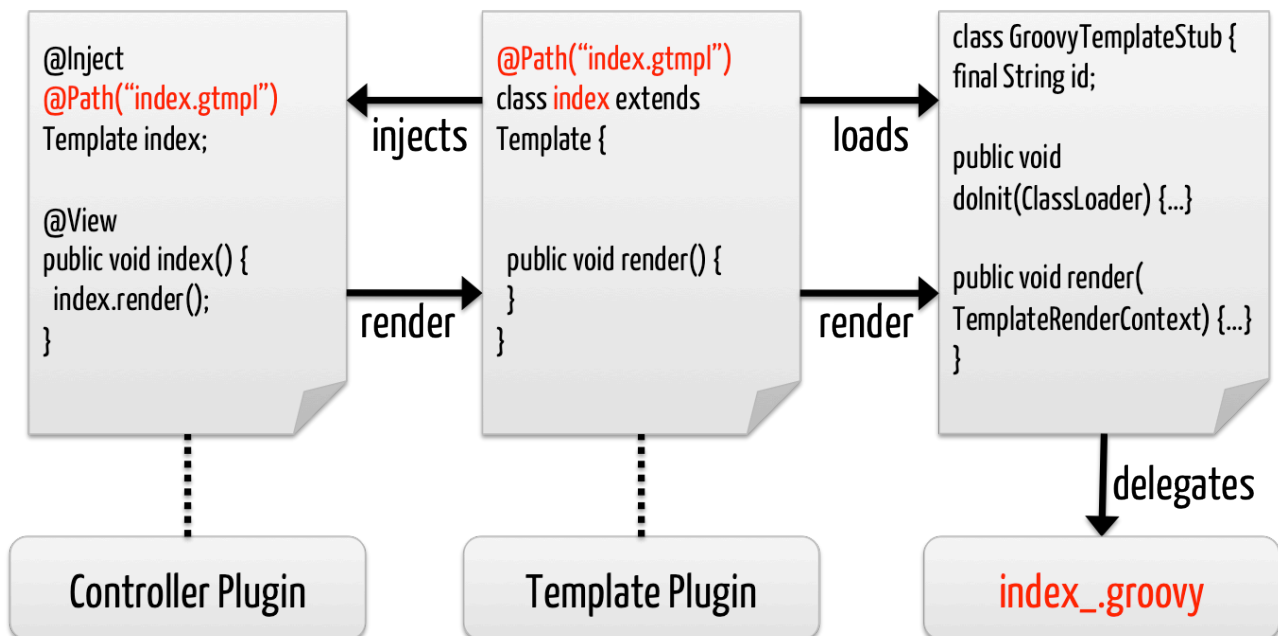 @Inject
@Path(“index.gtmpl”)
Template index;
@View
public void index() {
index.render();
}
injects
render
@Path(“index.gtmpl”)
class index extends
Template {
public void render() {
}
}
loads
render
class GroovyTemplateStub {
final String id;
public void
doInit(ClassLoader) {...}
public void render(
TemplateRenderContext) {...}
}
delegates
Controller Plugin
Template Plugin
index_.groovy